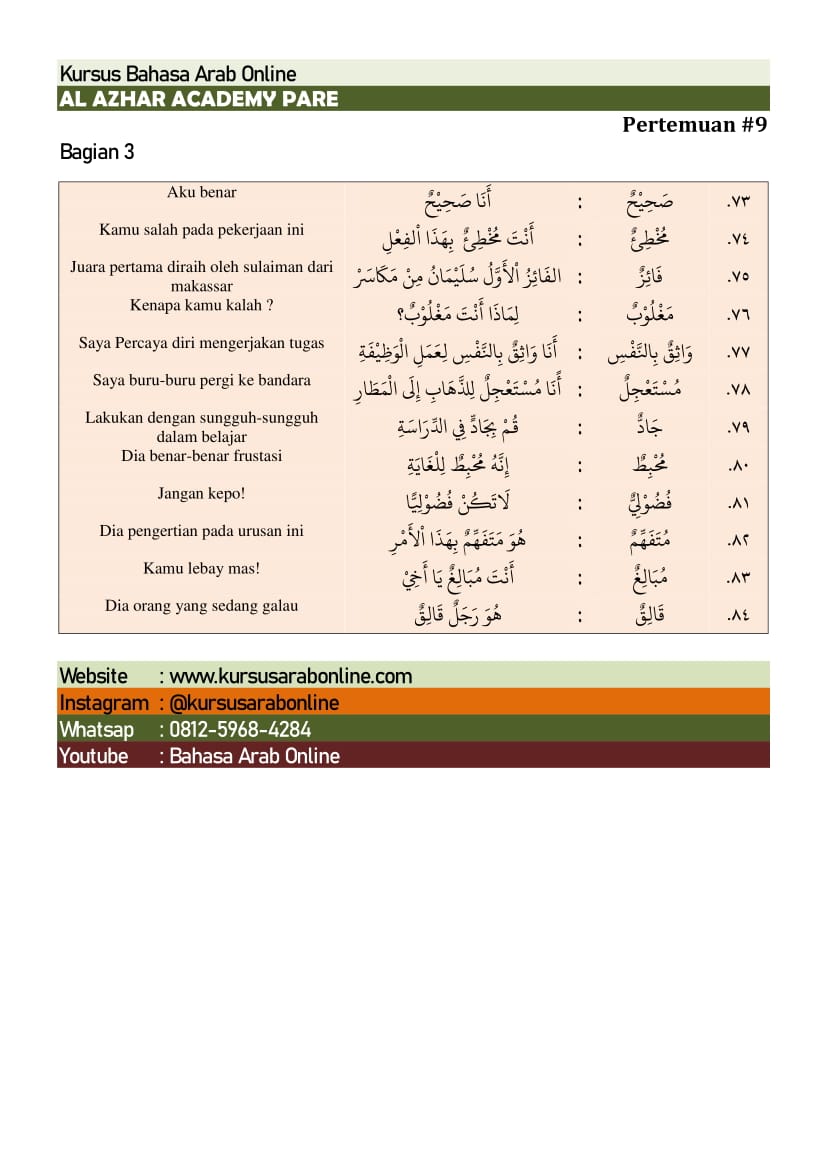 Kursus Bahasa Arab Online
AL AZHAR ACADEMY PARE
Pertemuan #9
Bagian 3
٧٣. صَحِيْحٌ : أَنَا صَحِيْحٌ Aku benar
٧٤. مُخْطِئٌ : أَنْتَ مُخْطِئٌ بِهَذَا الْفِعْلِ Kamu salah pada pekerjaan ini
٧٥. فَائِزٌ : الفَائِزُ الْأَوَّلُ سُلَيْمَانُ مِنْ مَكَاسَرْ Juara pertama diraih oleh sulaiman dari
makassar
٧٦. مَغْلُوْبٌ : لِمَاذَا أَنْتَ مَغْلُوْبٌ؟ Kenapa kamu kalah ?
٧٧. وَاثِقٌ بِالنَّفْسِ : أَنَا وَاثِقٌ بِالنَّفْسِ لِعَمَلِ الْوَظِيْفَةِ Saya Percaya diri mengerjakan tugas
٧٨. مُسْتَعْجِلٌ : أَنَا مُسْتَعْجِلٌ لِلذَّهَابِ إِلَى الْمَطَارِ Saya buru-buru pergi ke bandara
٧٩. جَادٌّ : قُمْ بِجَادٍّ فِي الدِّرَاسَةِ Lakukan dengan sungguh-sungguh
dalam belajar
٨٠. مُحْبِطٌ : إِنَّهُ مُحْبِطٌ لِلْغَايَةِ Dia benar-benar frustasi
٨١. فُضُوْلِيٌّ : لَاتَكُنْ فُضُوْلِيًّا Jangan kepo!
٨٢. مُتَفَهِّمٌ : هُوَ مَتَفَهِّمٌ بِهَذَا الْأَمْرِ Dia pengertian pada urusan ini
٨٣. مُبَالِغٌ : أَنْتَ مُبَالِغٌ يَا أَخِيْ Kamu lebay mas!
٨٤. قَالِقٌ : هُوَ رَجَلٌ قَالِقٌ Dia orang yang sedang galau
Website : www.kursusarabonline.com
Instagram : @kursusarabonline
Whatsap : 0812-5968-4284
Youtube : Bahasa Arab Online